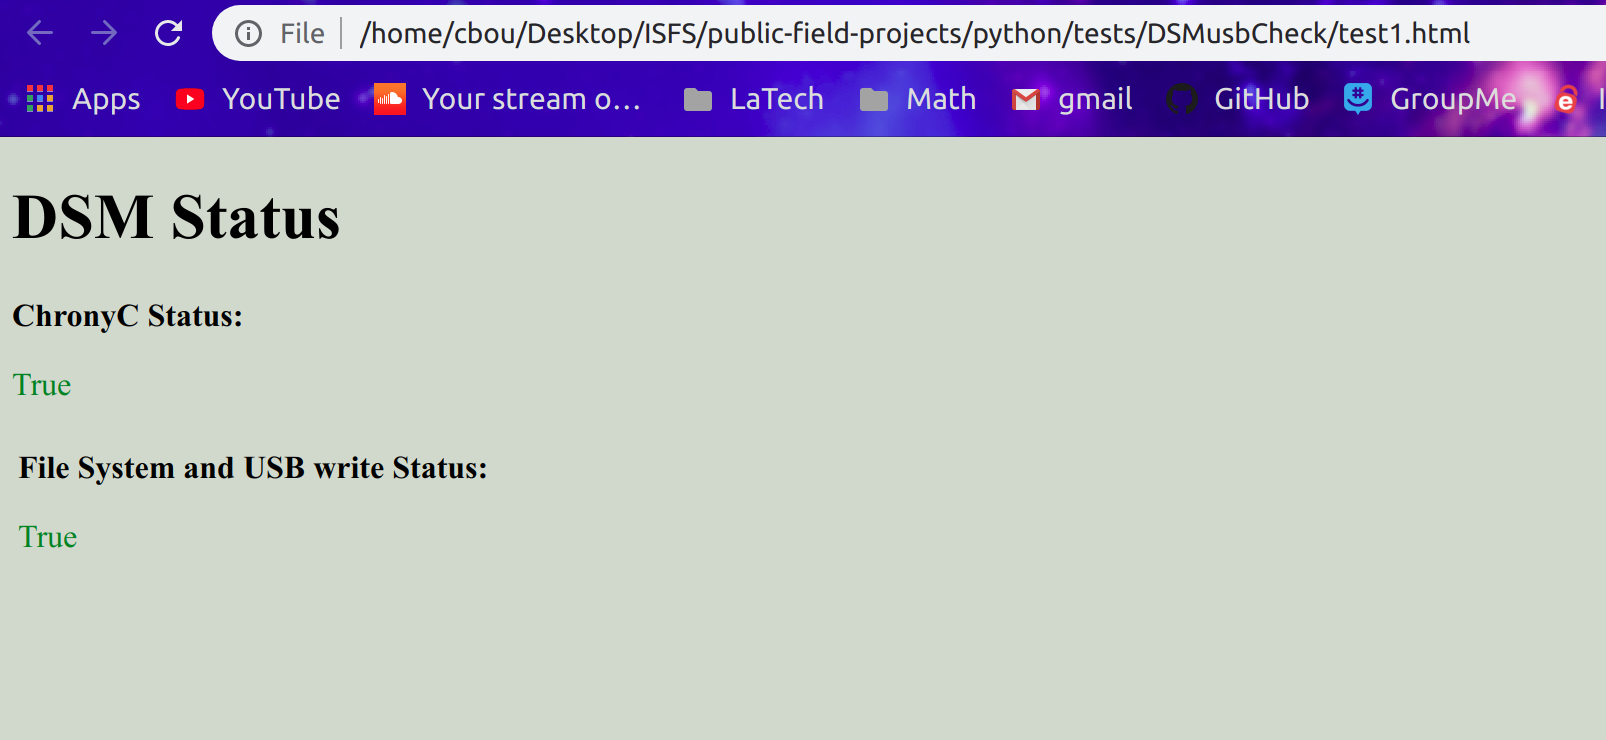 File /home/cbou/Desktop/ISFS/public-field-projects/python/tests/DSMusbCheck/test1.html
Apps YouTube Your stream o... LaTech Math gmail GitHub GroupMe
DSM Status
ChronyC Status:
True
File System and USB write Status:
True